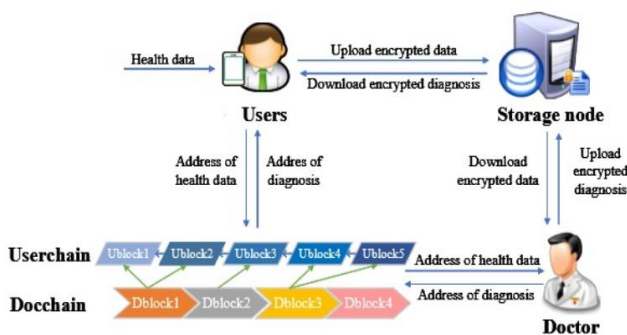 Health data
Upload encrypted data
Download encrypted diagnosis
Users
Storage node
Address of
health data
Addres of
diagnosis
Download
encrypted data
Upload
encrypted
diagnosis
Userchain
Ublock1
Ublock2
Ublock3
Ublock4
Ublock5
Address of health data
Docchain
Dblock1
Dblock2
Dblock3
Dblock4
Address of diagnosis
Doctor